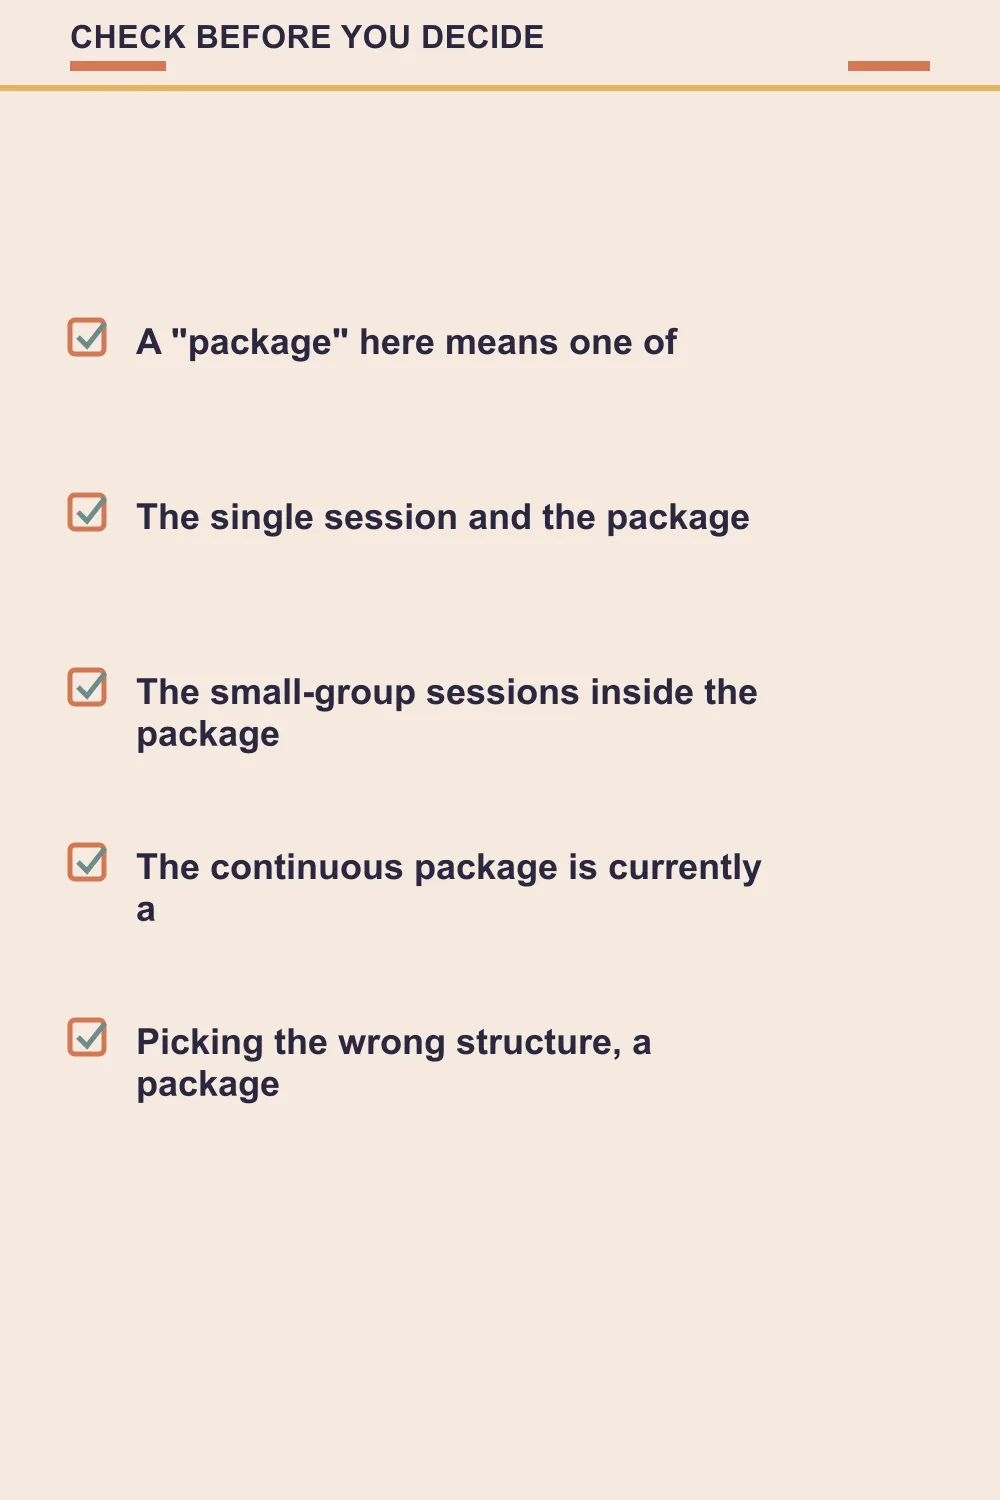 CHECK BEFORE YOU DECIDE
A "package" here means one of
The single session and the package
The small-group sessions inside the
package
The continuous package is currently
a
Picking the wrong structure, a
package